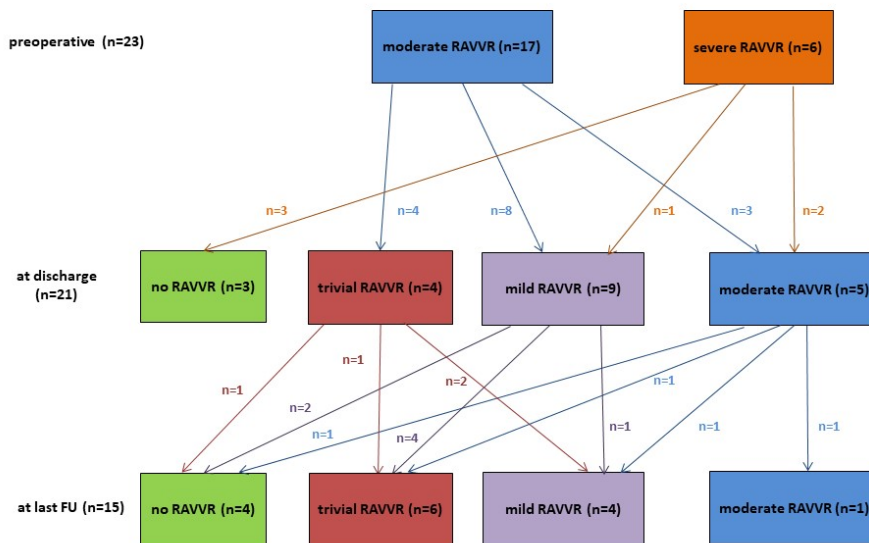 preoperative (n=23)
moderate RAVVR (n=17)
severe RAVVR (n=6)
n=3
n=4
n=8
n=1
n=3
n=2
at discharge
(n=21)
no RAVVR (n=3)
trivial RAVVR (n=4)
mild RAVVR (n=9)
moderate RAVVR (n=5)
n=1
n=1
n=2
n=1
n=2
n=1
n=4
n=1
n=1
n=1
at last FU (n=15)
no RAVVR (n=4)
trivial RAVVR (n=6)
mild RAVVR (n=4)
moderate RAVVR (n=1)